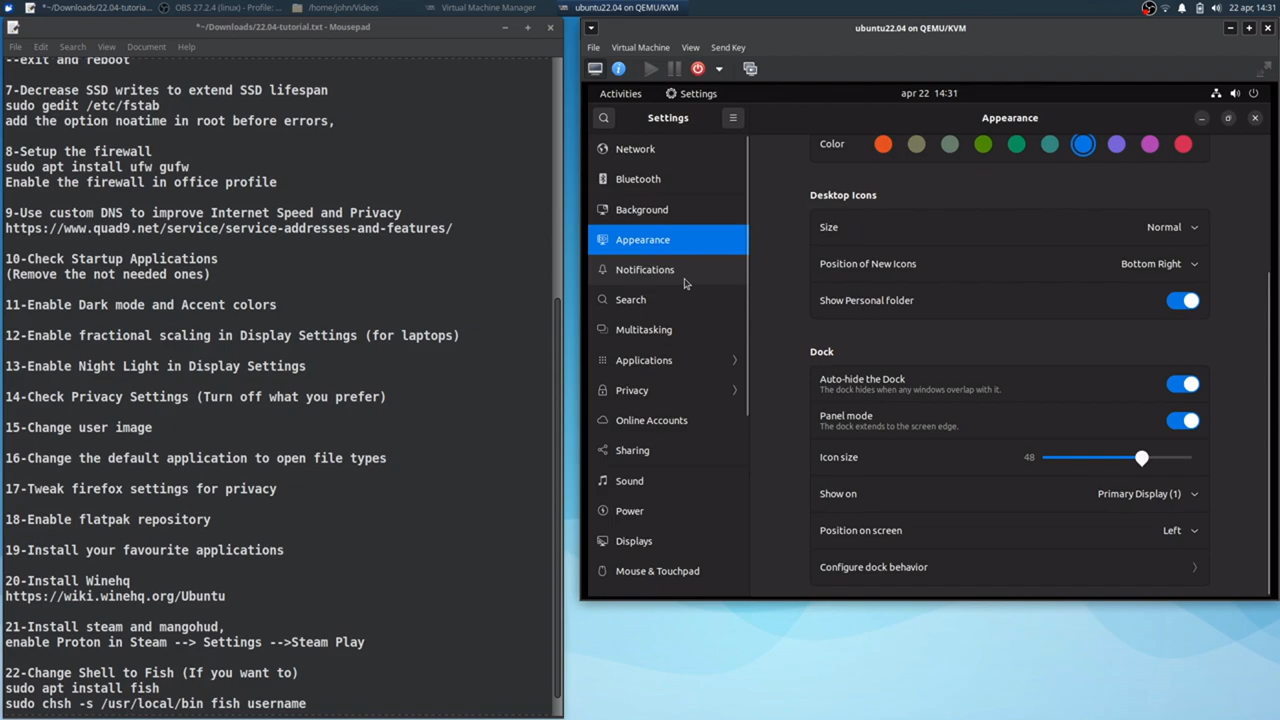 *~/Downloads/22.04-tutoria...
OBS 27.2.4 (linux) - Profile: ...
/home/john/Videos
Virtual Machine Manager
ubuntu22.04 on QEMU/KVM
22 apr, 14:31
*~/Downloads/22.04-tutorial.txt - Mousepad
File Edit Search View Document Help
--exit and reboot
7-Decrease SSD writes to extend SSD lifespan
sudo gedit /etc/fstab
add the option noatime in root before errors,
8-Setup the firewall
sudo apt install ufw gufw
Enable the firewall in office profile
9-Use custom DNS to improve Internet Speed and Privacy
https://www.quad9.net/service/service-addresses-and-features/
10-Check Startup Applications
(Remove the not needed ones)
11-Enable Dark mode and Accent colors
12-Enable fractional scaling in Display Settings (for laptops)
13-Enable Night Light in Display Settings
14-Check Privacy Settings (Turn off what you prefer)
15-Change user image
16-Change the default application to open file types
17-Tweak firefox settings for privacy
18-Enable flatpak repository
19-Install your favourite applications
20-Install Winehq
https://wiki.winehq.org/Ubuntu
21-Install steam and mangohud,
enable Proton in Steam --> Settings -->Steam Play
22-Change Shell to Fish (If you want to)
sudo apt install fish
sudo chsh -s /usr/local/bin fish username
ubuntu22.04 on QEMU/KVM
File Virtual Machine View Send Key
Activities Settings apr 22 14:31
Settings
Network
Bluetooth
Background
Appearance
Notifications
Search
Multitasking
Applications
Privacy
Online Accounts
Sharing
Sound
Power
Displays
Mouse & Touchpad
Appearance
Color
Desktop Icons
Size Normal
Position of New Icons Bottom Right
Show Personal folder
Dock
Auto-hide the Dock
The dock hides when any windows overlap with it.
Panel mode
The dock extends to the screen edge.
Icon size 48
Show on Primary Display (1)
Position on screen Left
Configure dock behavior